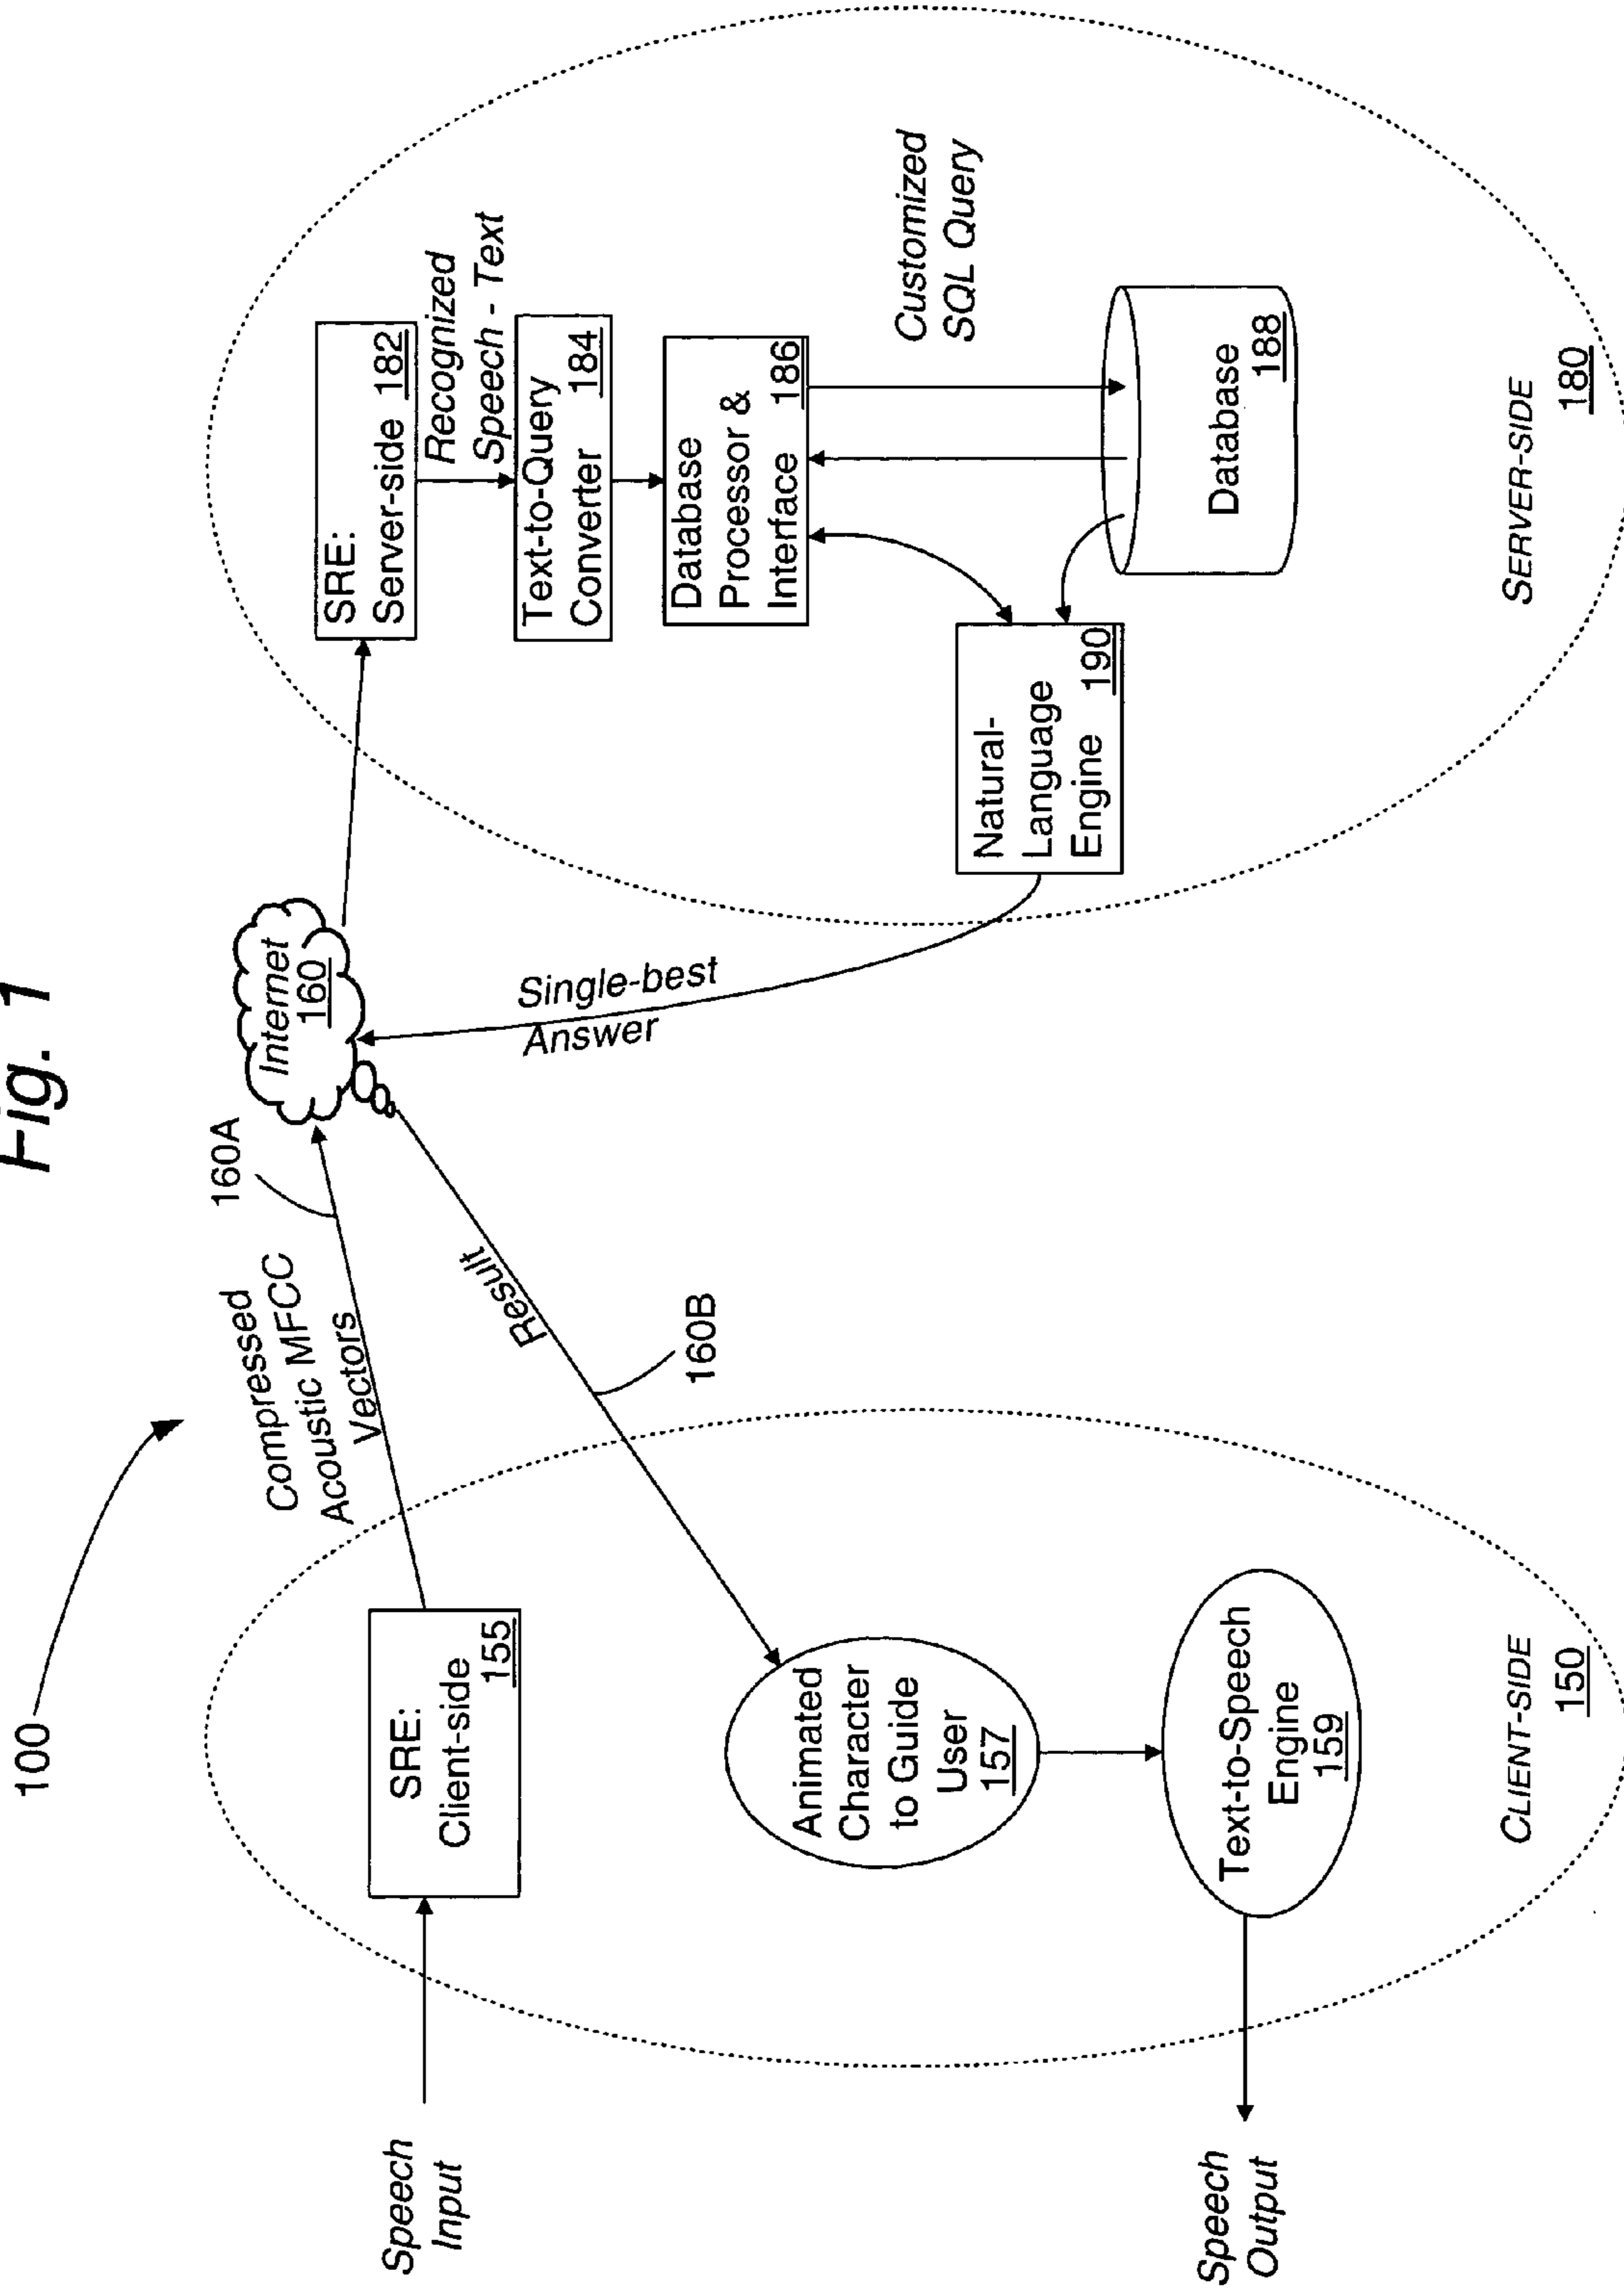 Fig. 1
100
Compressed
Acoustic MFCC
Vectors
160A
Internet
160
Result
160B
Single-best
Answer
Speech
Input
SRE:
Client-side
155
Animated
Character
to Guide
User
157
Text-to-Speech
Engine
159
Speech
Output
CLIENT-SIDE
150
SRE:
Server-side 182
Recognized
Speech - Text
Text-to-Query
Converter 184
Database
Processor &
Interface 186
Customized
SQL Query
Natural-
Language
Engine 190
Database
188
SERVER-SIDE
180